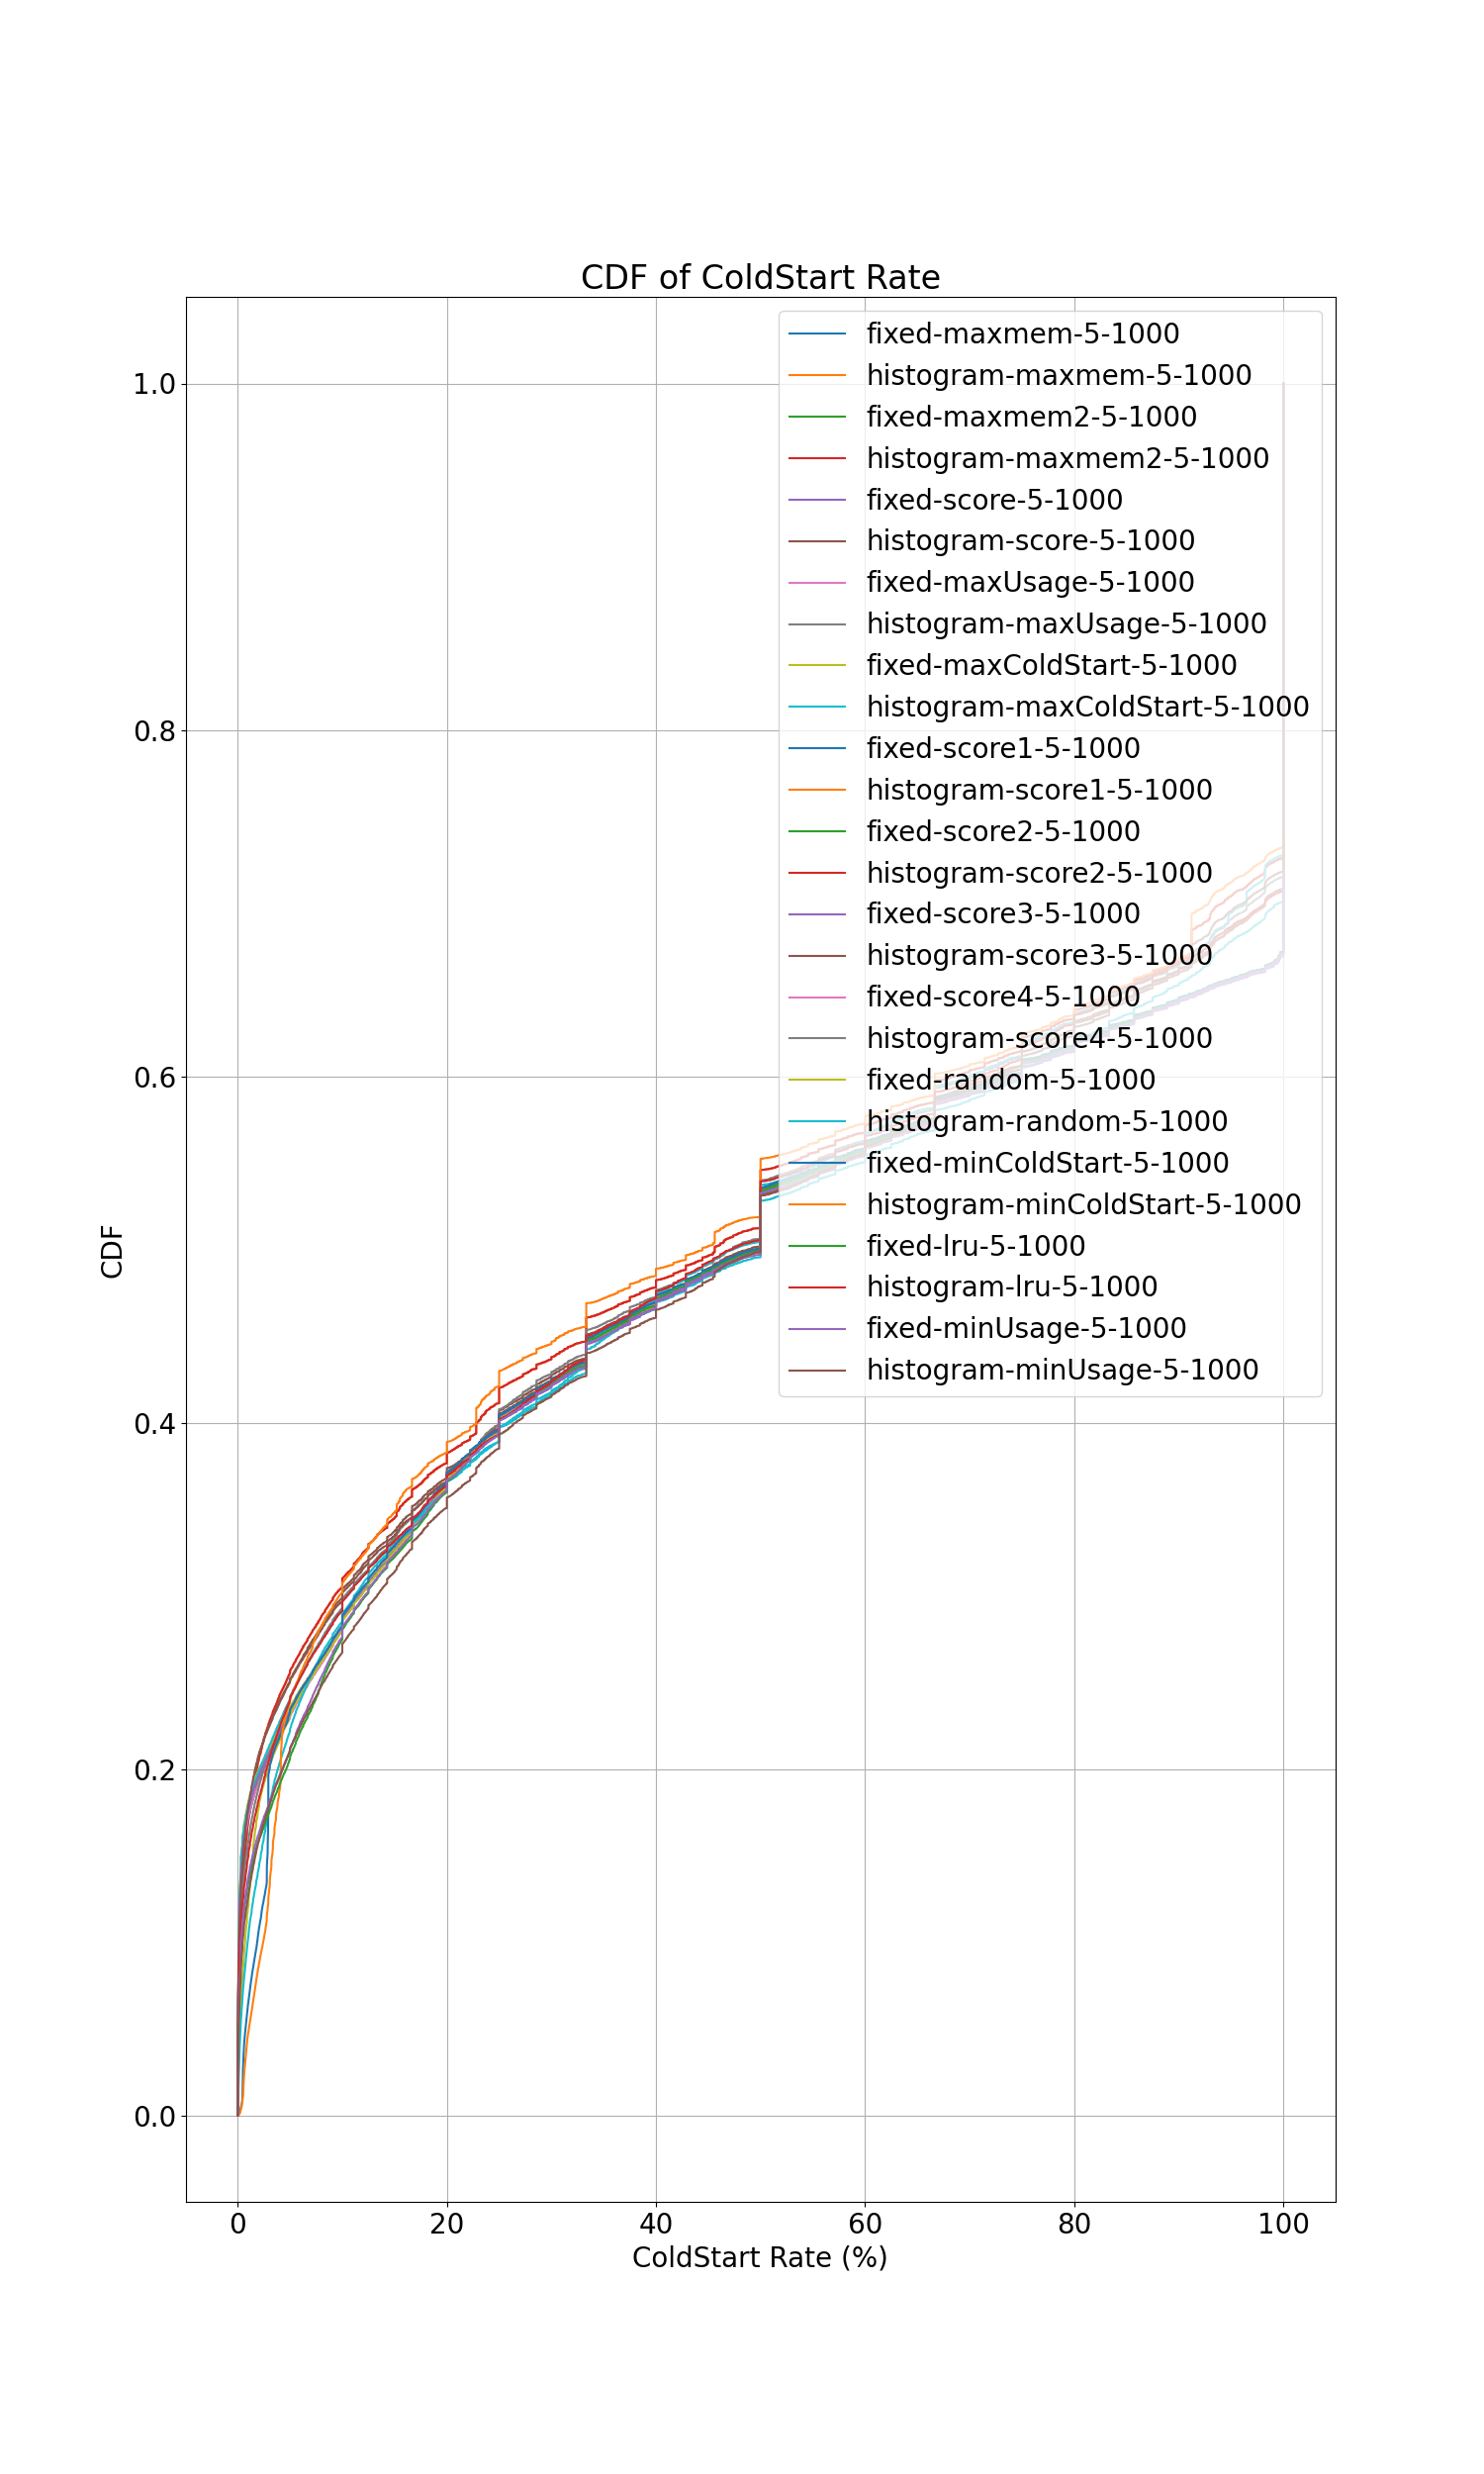 CDF of ColdStart Rate
fixed-maxmem-5-1000
histogram-maxmem-5-1000
fixed-maxmem2-5-1000
histogram-maxmem2-5-1000
fixed-score-5-1000
histogram-score-5-1000
fixed-maxUsage-5-1000
histogram-maxUsage-5-1000
fixed-maxColdStart-5-1000
histogram-maxColdStart-5-1000
fixed-score1-5-1000
histogram-score1-5-1000
fixed-score2-5-1000
histogram-score2-5-1000
fixed-score3-5-1000
histogram-score3-5-1000
fixed-score4-5-1000
histogram-score4-5-1000
fixed-random-5-1000
histogram-random-5-1000
fixed-minColdStart-5-1000
histogram-minColdStart-5-1000
fixed-lru-5-1000
histogram-lru-5-1000
fixed-minUsage-5-1000
histogram-minUsage-5-1000
1.0
0.8
0.6
0.4
0.2
0.0
CDF
0 20 40 60 80 100
ColdStart Rate (%)